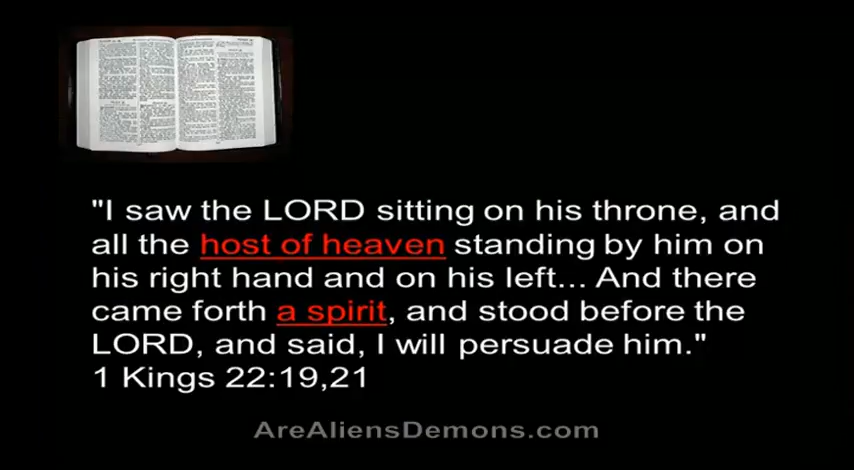 "I saw the LORD sitting on his throne, and
all the host of heaven standing by him on
his right hand and on his left... And there
came forth a spirit, and stood before the
LORD, and said, I will persuade him."
1 Kings 22:19,21
AreAliensDemons.com